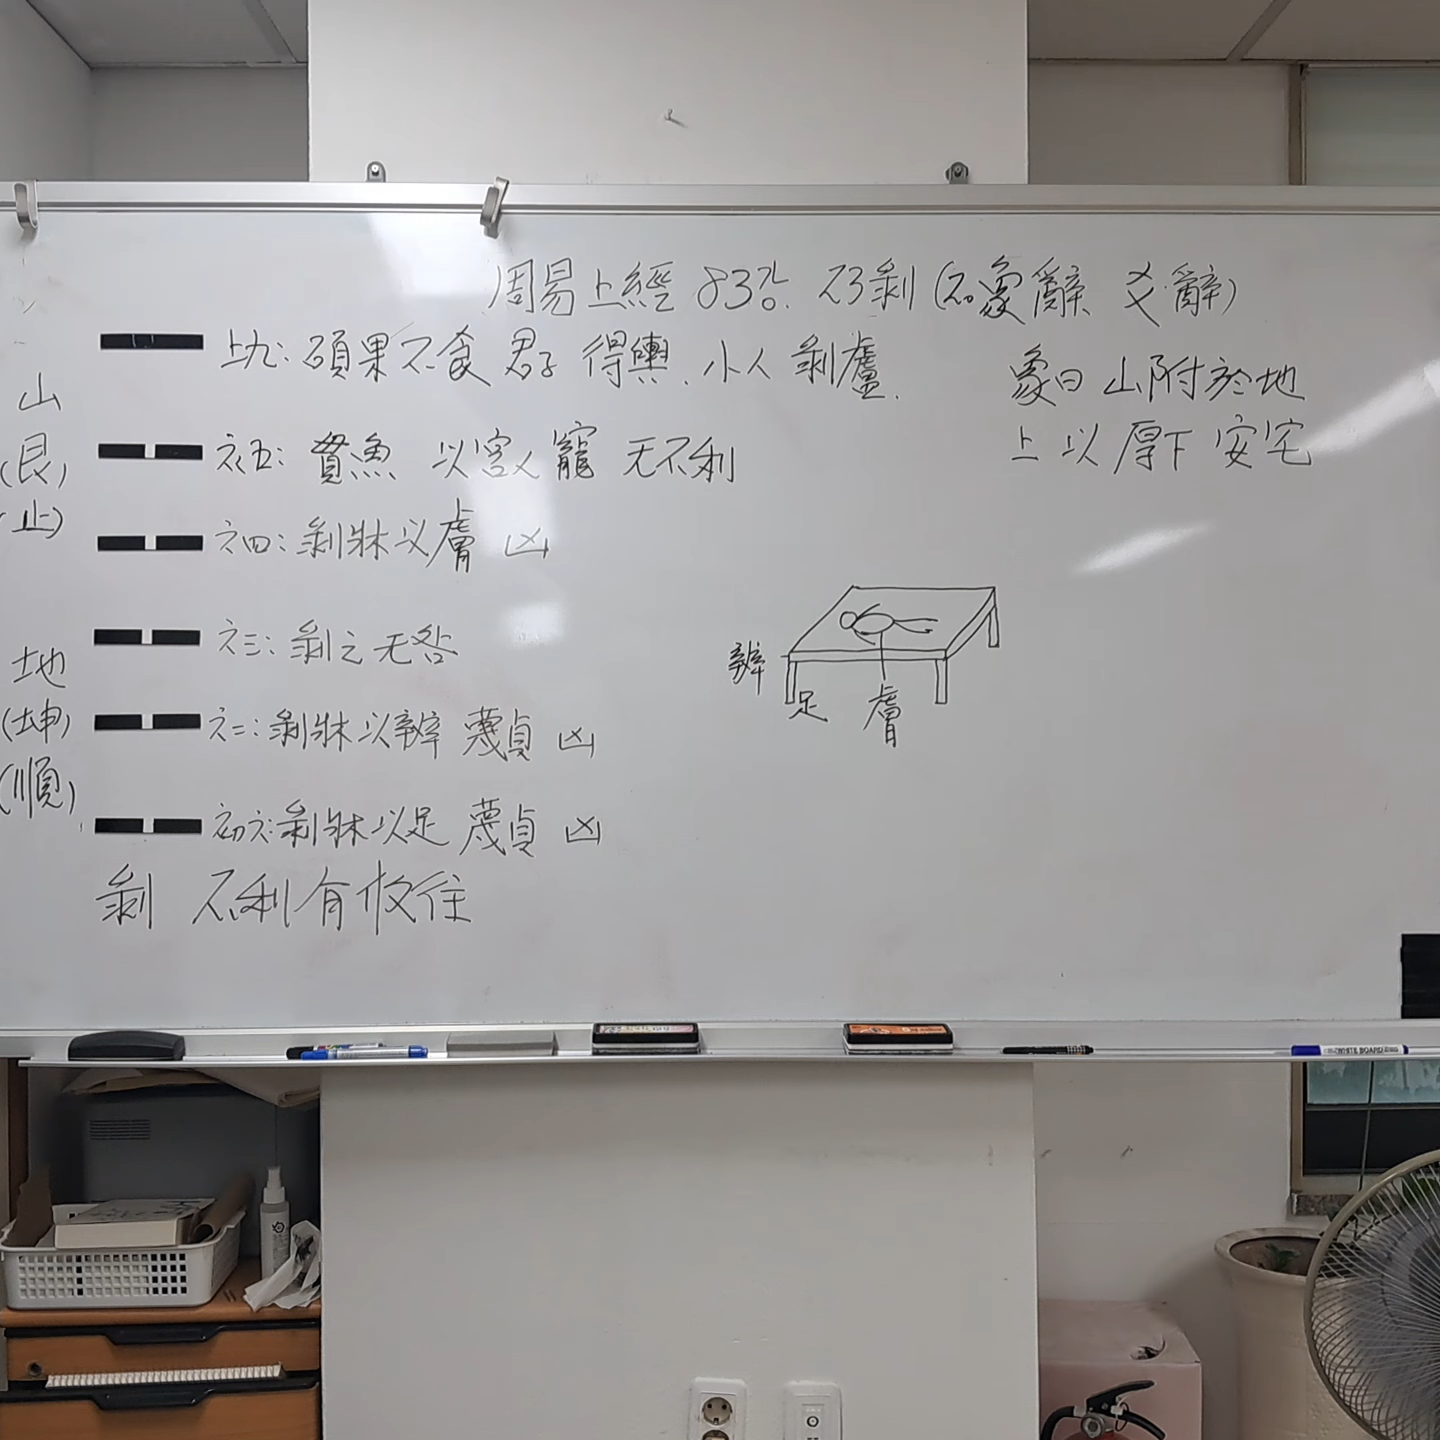 周易上經 83강. 23剝 (大象辭, 爻辭)
上九: 碩果不食 君子 得輿, 小人 剝廬.
六五: 貫魚 以宮人 寵 无不利
六四: 剝牀以膚 凶
六三: 剝之 无咎
六二: 剝牀以辨 蔑貞 凶
初六: 剝牀以足 蔑貞 凶
剝 不利有攸往
山
(艮)
止)
地
(坤)
(順)
象曰 山附於地
上 以 厚下 安宅
辨
足
膚
WHITE BOARD